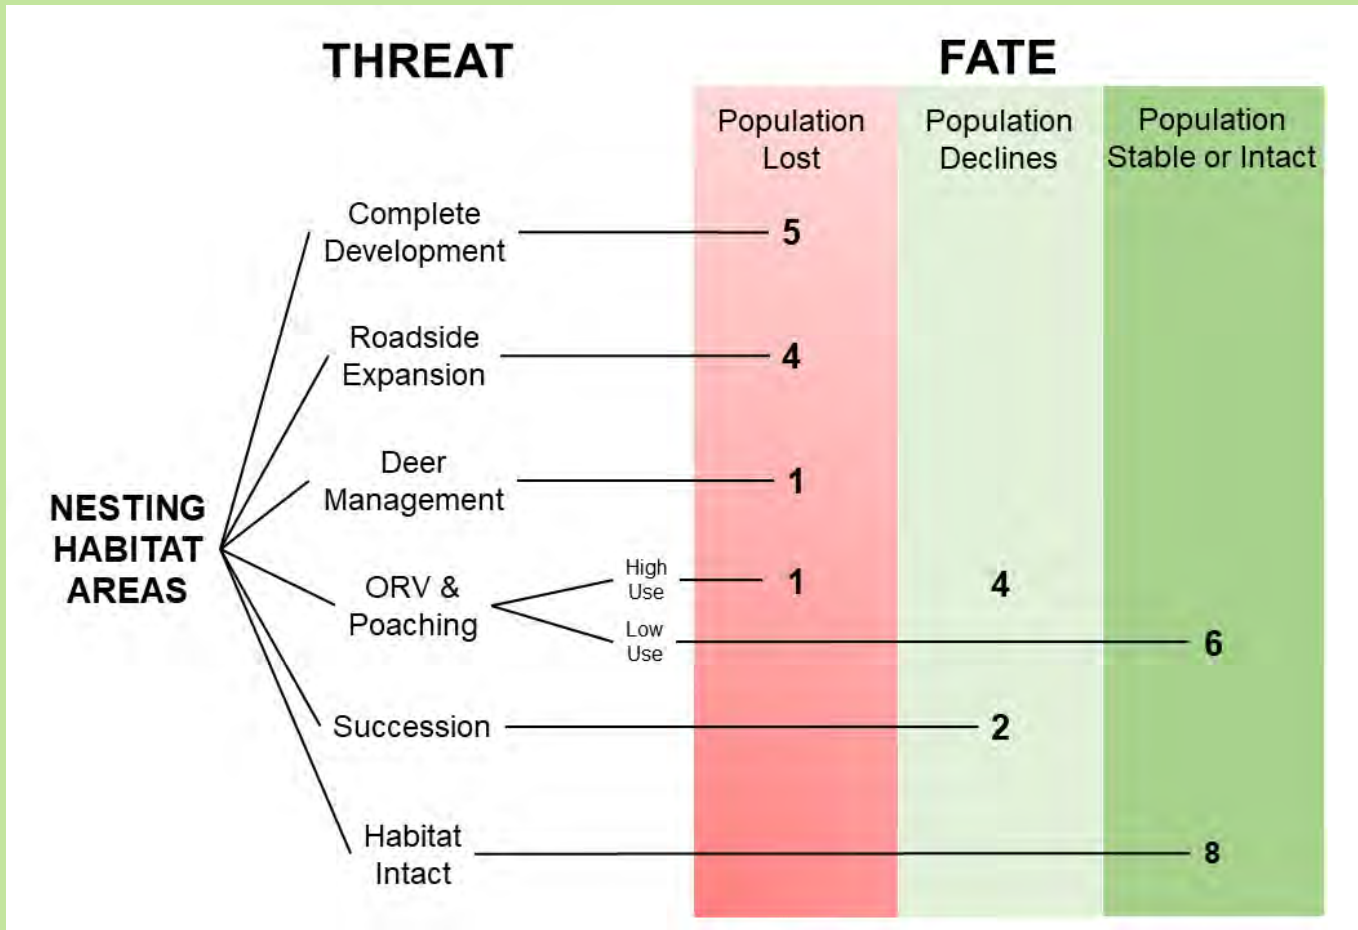 THREAT
FATE
Population
Lost
Population
Declines
Population
Stable or Intact
NESTING
HABITAT
AREAS
Complete
Development
5
Roadside
Expansion
4
Deer
Management
1
ORV &
Poaching
High
Use
1
4
Low
Use
6
Succession
2
Habitat
Intact
8